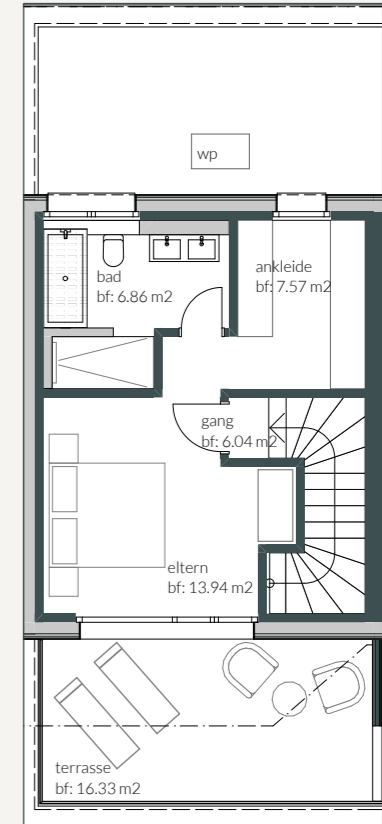 wp
bad
bf: 6.86 m2
ankleide
bf: 7.57 m2
gang
bf: 6.04 m2
eltern
bf: 13.94 m2
terrasse
bf: 16.33 m2